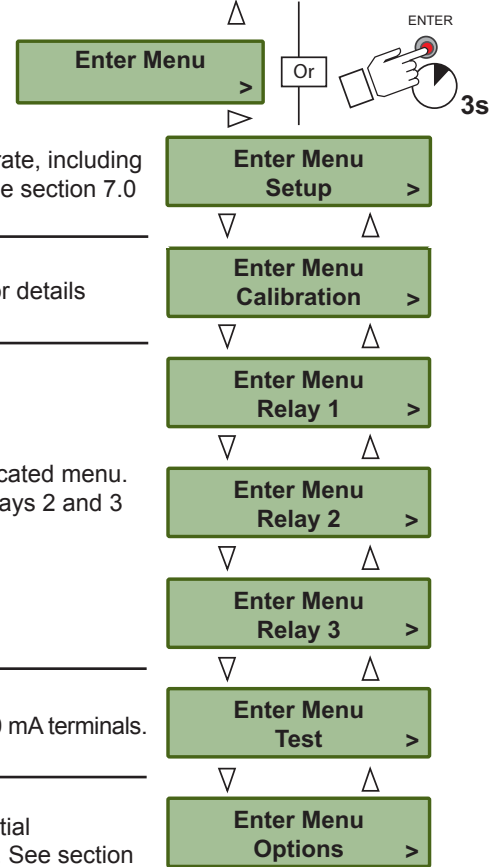 ENTER
Enter Menu
>
Or
3s
rate, including
e section 7.0
Enter Menu
Setup >
r details
Enter Menu
Calibration >
Enter Menu
Relay 1 >
cated menu.
ays 2 and 3
Enter Menu
Relay 2 >
Enter Menu
Relay 3 >
mA terminals.
Enter Menu
Test >
tial
See section
Enter Menu
Options >